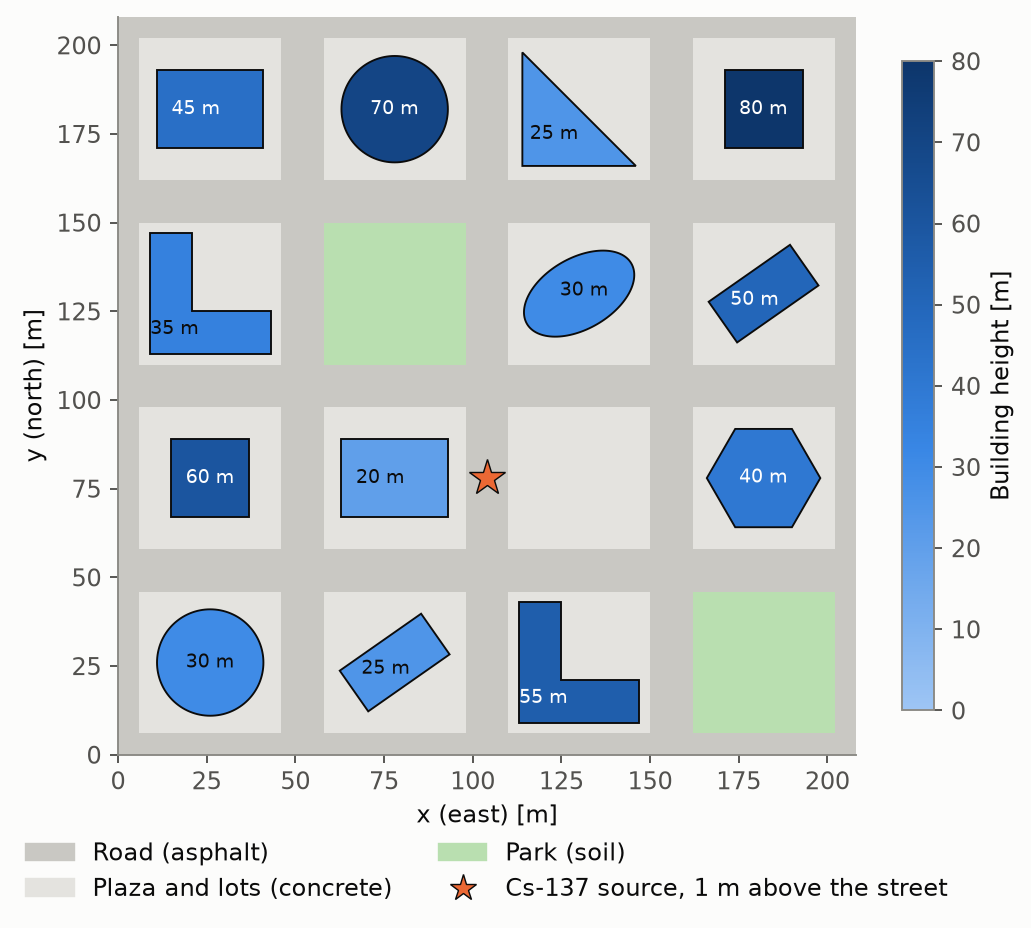 200
175
150
125
100
75
50
25
0
y (north) [m]
45 m
70 m
25 m
80 m
35 m
30 m
50 m
60 m
20 m
40 m
30 m
25 m
55 m
0
25
50
75
100
125
150
175
200
x (east) [m]
80
70
60
50
40
30
20
10
0
Building height [m]
Road (asphalt)
Park (soil)
Plaza and lots (concrete)
Cs-137 source, 1 m above the street